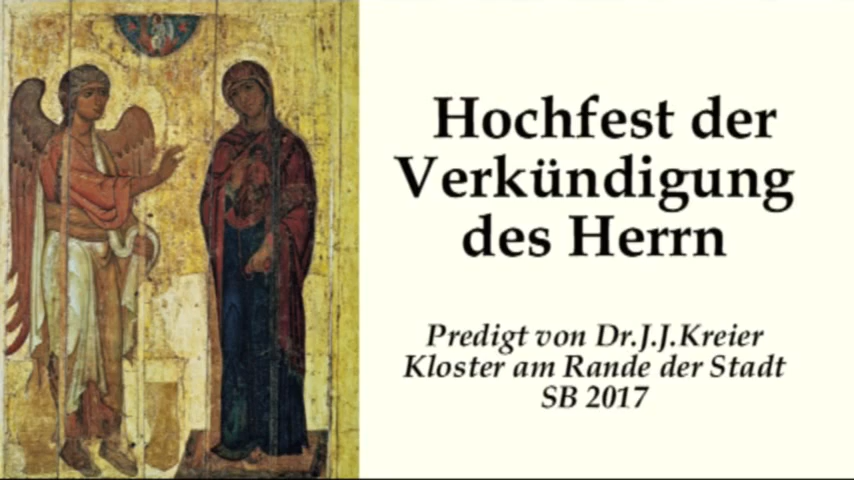 Hochfest der
Verkündigung
des Herrn
Predigt von Dr.J.J.Kreier
Kloster am Rande der Stadt
SB 2017